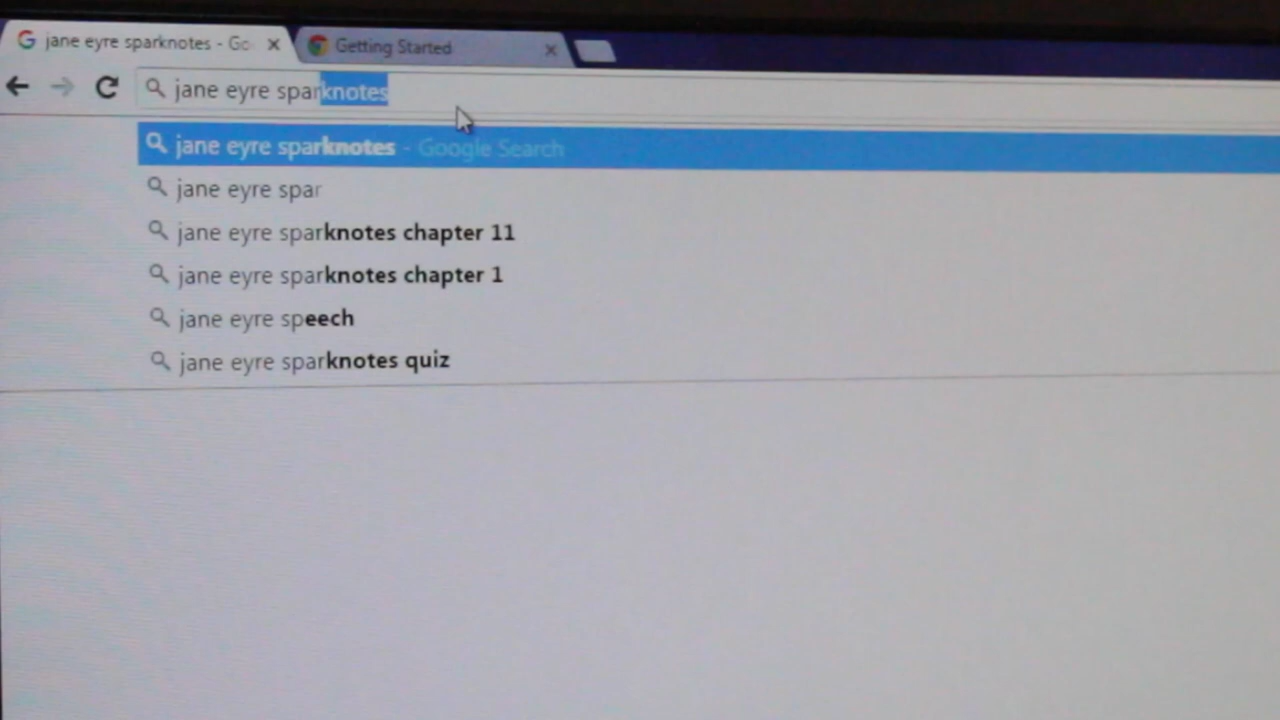 jane eyre sparknotes - Go
Getting Started
jane eyre sparknotes
jane eyre sparknotes - Google Search
jane eyre spar
jane eyre sparknotes chapter 11
jane eyre sparknotes chapter 1
jane eyre speech
jane eyre sparknotes quiz